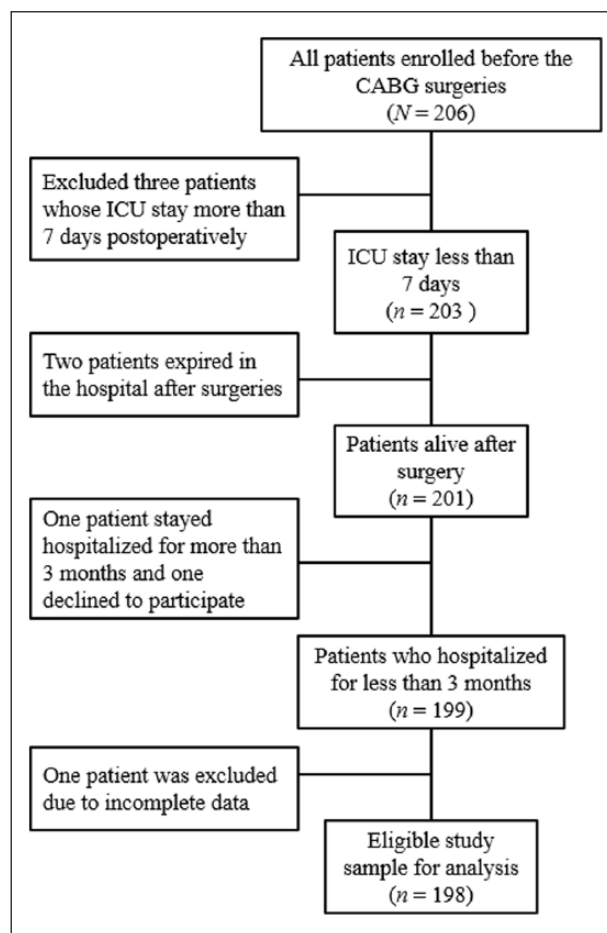 All patients enrolled before the
CABG surgeries
(N = 206)
Excluded three patients
whose ICU stay more than
7 days postoperatively
ICU stay less than
7 days
(n = 203 )
Two patients expired in
the hospital after surgeries
Patients alive after
surgery
(n = 201)
One patient stayed
hospitalized for more than
3 months and one
declined to participate
Patients who hospitalized
for less than 3 months
(n = 199)
One patient was excluded
due to incomplete data
Eligible study
sample for analysis
(n = 198)